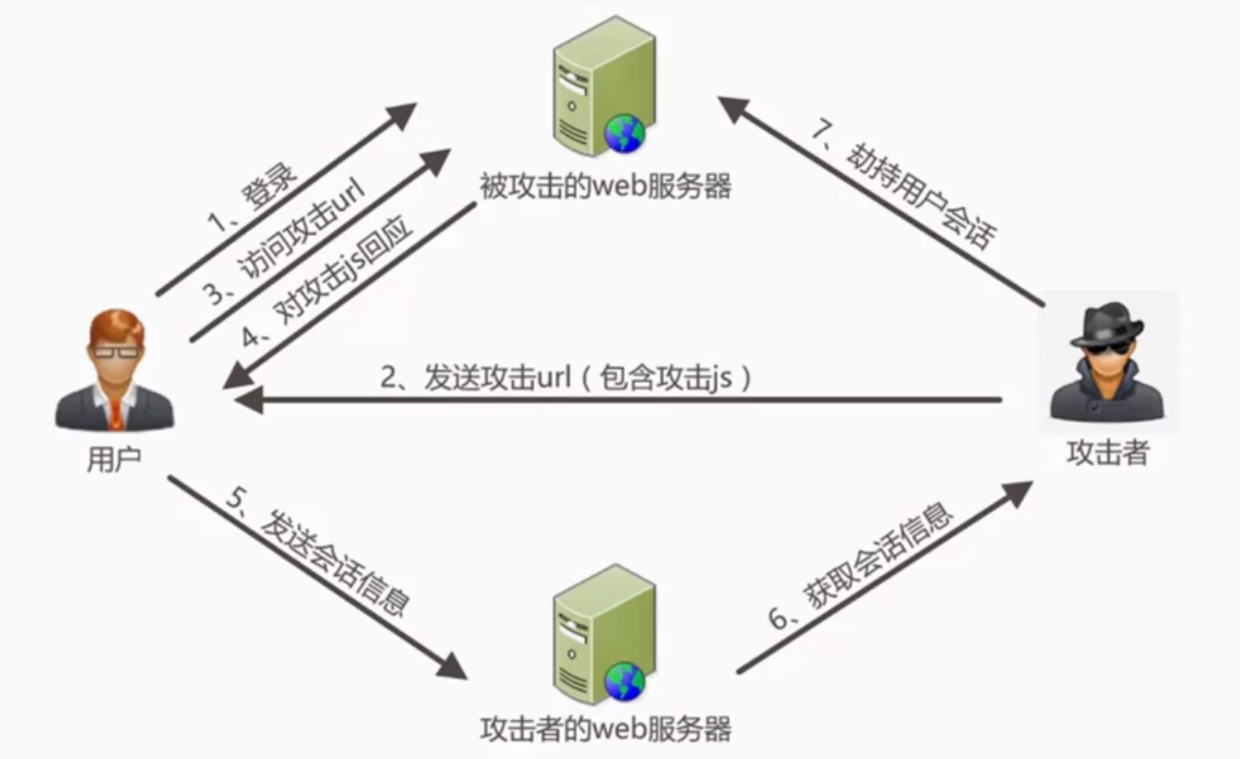 被攻击的web服务器
1、登录
3、访问攻击url
4、对攻击js回应
7、劫持用户会话
2、发送攻击url（包含攻击js）
用户
攻击者
5、发送会话信息
6、获取会话信息
攻击者的web服务器